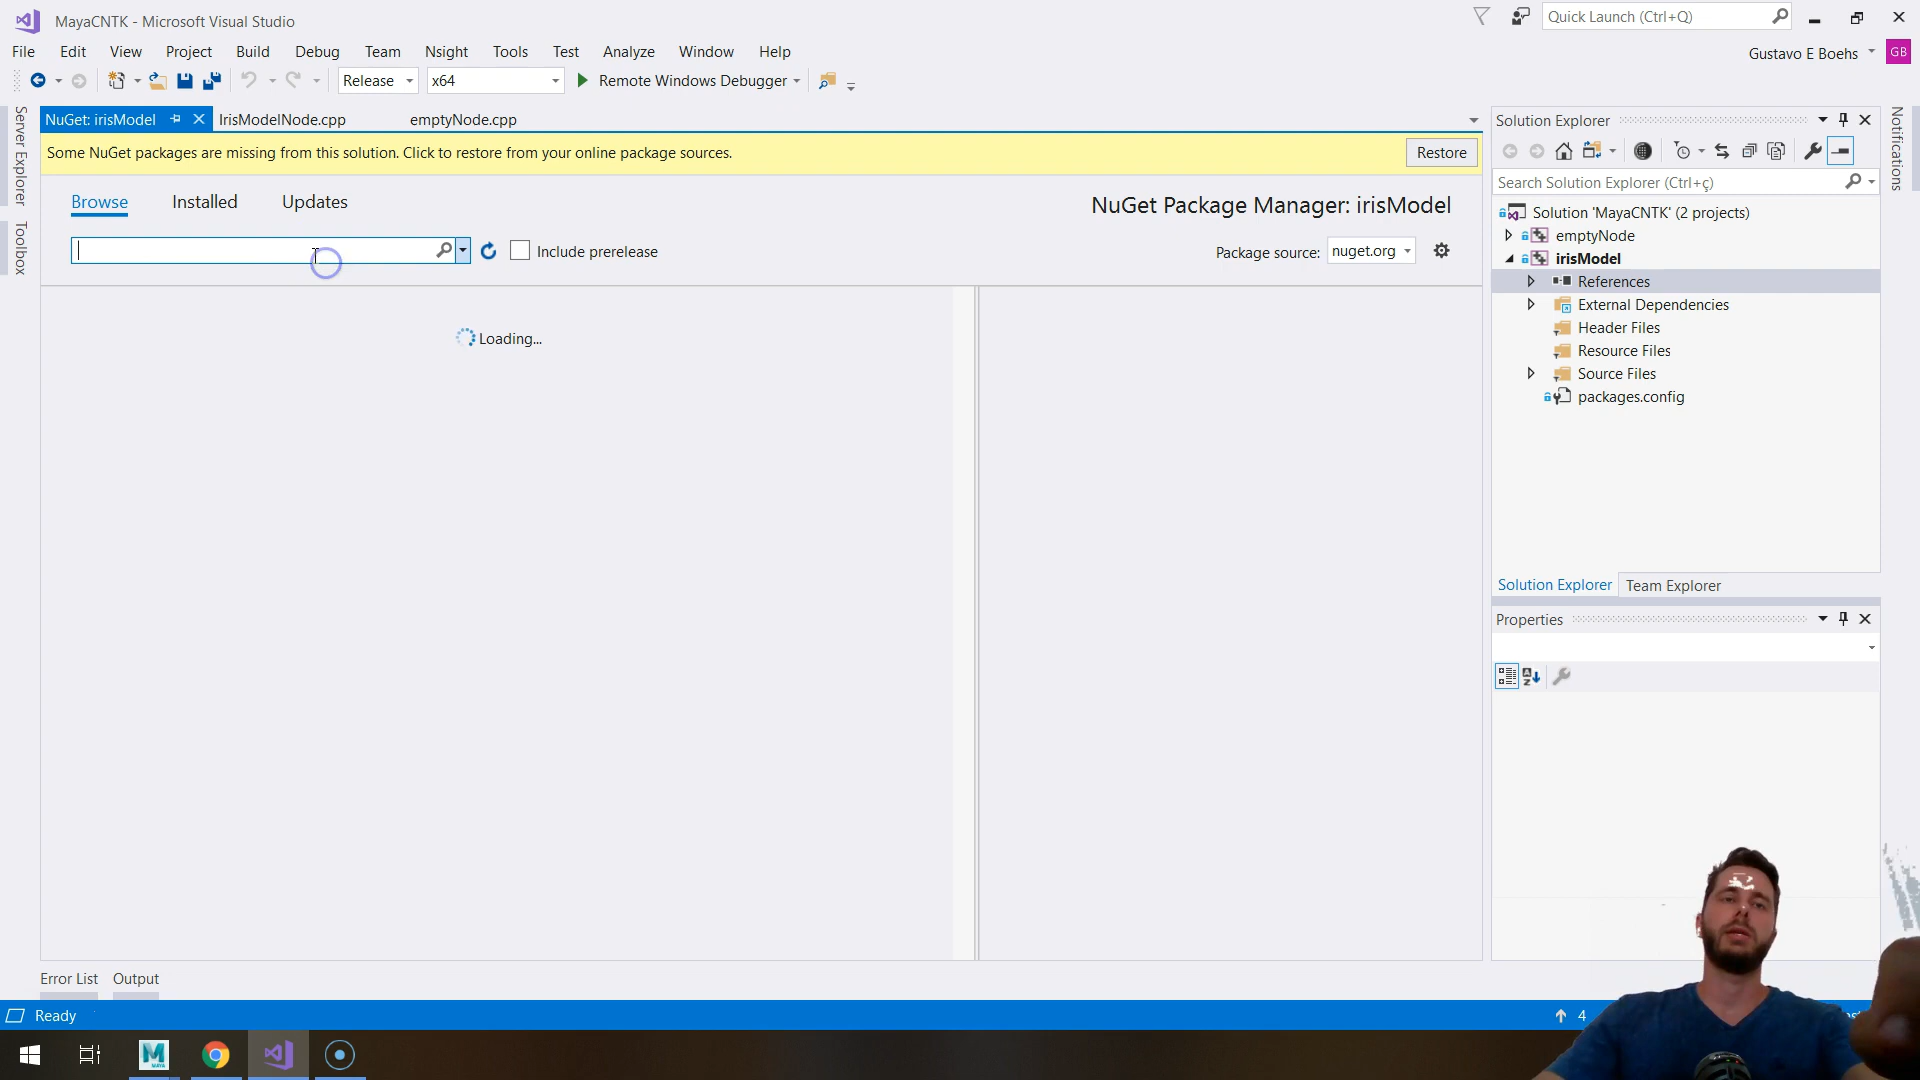 MayaCNTK - Microsoft Visual Studio
Quick Launch (Ctrl+Q)
File Edit View Project Build Debug Team Nsight Tools Test Analyze Window Help
Gustavo E Boehs GB
Release x64 Remote Windows Debugger
Server Explorer
Toolbox
NuGet: irisModel IrisModelNode.cpp emptyNode.cpp
Some NuGet packages are missing from this solution. Click to restore from your online package sources. Restore
Browse Installed Updates
NuGet Package Manager: irisModel
Include prerelease
Package source: nuget.org
Loading...
Solution Explorer
Search Solution Explorer (Ctrl+ç)
Solution 'MayaCNTK' (2 projects)
emptyNode
irisModel
References
External Dependencies
Header Files
Resource Files
Source Files
packages.config
Solution Explorer Team Explorer
Properties
Notifications
Error List Output
Ready
4
M
MAYA